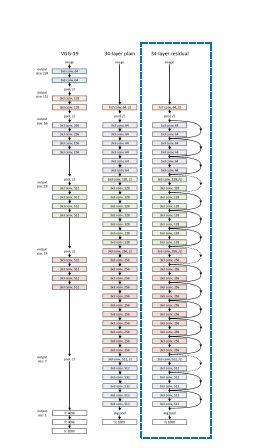 VGG-19
image
output
size: 224
3x3 conv, 64
3x3 conv, 64
output
size: 112
pool, /2
3x3 conv, 128
3x3 conv, 128
output
size: 56
pool, /2
3x3 conv, 256
3x3 conv, 256
3x3 conv, 256
3x3 conv, 256
output
size: 28
pool, /2
3x3 conv, 512
3x3 conv, 512
3x3 conv, 512
3x3 conv, 512
output
size: 14
pool, /2
3x3 conv, 512
3x3 conv, 512
3x3 conv, 512
3x3 conv, 512
output
size: 7
pool, /2
output
size: 1
fc 4096
fc 4096
fc 1000
34-layer plain
image
7x7 conv, 64, /2
pool, /2
3x3 conv, 64
3x3 conv, 64
3x3 conv, 64
3x3 conv, 64
3x3 conv, 64
3x3 conv, 64
3x3 conv, 128, /2
3x3 conv, 128
3x3 conv, 128
3x3 conv, 128
3x3 conv, 128
3x3 conv, 128
3x3 conv, 128
3x3 conv, 128
3x3 conv, 256, /2
3x3 conv, 256
3x3 conv, 256
3x3 conv, 256
3x3 conv, 256
3x3 conv, 256
3x3 conv, 256
3x3 conv, 256
3x3 conv, 256
3x3 conv, 256
3x3 conv, 256
3x3 conv, 256
3x3 conv, 512, /2
3x3 conv, 512
3x3 conv, 512
3x3 conv, 512
3x3 conv, 512
3x3 conv, 512
avg pool
fc 1000
34-layer residual
image
7x7 conv, 64, /2
pool, /2
3x3 conv, 64
3x3 conv, 64
3x3 conv, 64
3x3 conv, 64
3x3 conv, 64
3x3 conv, 64
3x3 conv, 128, /2
3x3 conv, 128
3x3 conv, 128
3x3 conv, 128
3x3 conv, 128
3x3 conv, 128
3x3 conv, 128
3x3 conv, 128
3x3 conv, 256, /2
3x3 conv, 256
3x3 conv, 256
3x3 conv, 256
3x3 conv, 256
3x3 conv, 256
3x3 conv, 256
3x3 conv, 256
3x3 conv, 256
3x3 conv, 256
3x3 conv, 256
3x3 conv, 256
3x3 conv, 512, /2
3x3 conv, 512
3x3 conv, 512
3x3 conv, 512
3x3 conv, 512
3x3 conv, 512
avg pool
fc 1000